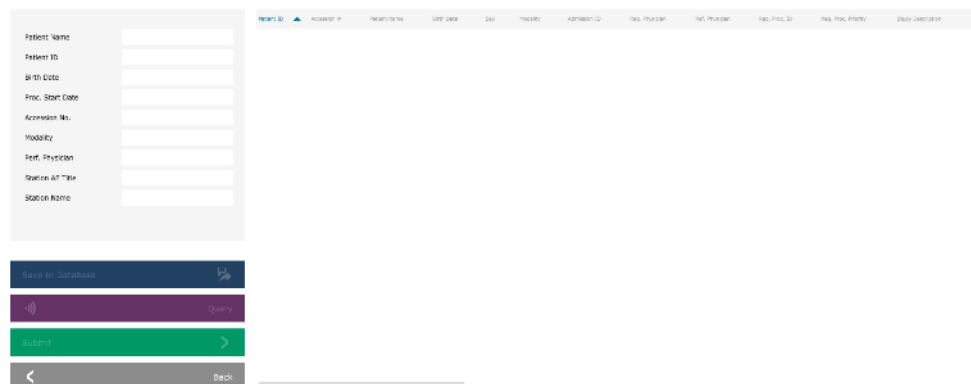 Patient Name
Patient ID
Birth Date
Proc. Start Date
Accession No.
Modality
Perf. Physician
Station AE Title
Station Name
Save to Database
Query
Submit
Back
Patient ID Accession # Patient Name Birth Date Sex Modality Admission ID Req. Physician Ref. Physician Req. Proc. ID Req. Proc. Priority Study Description